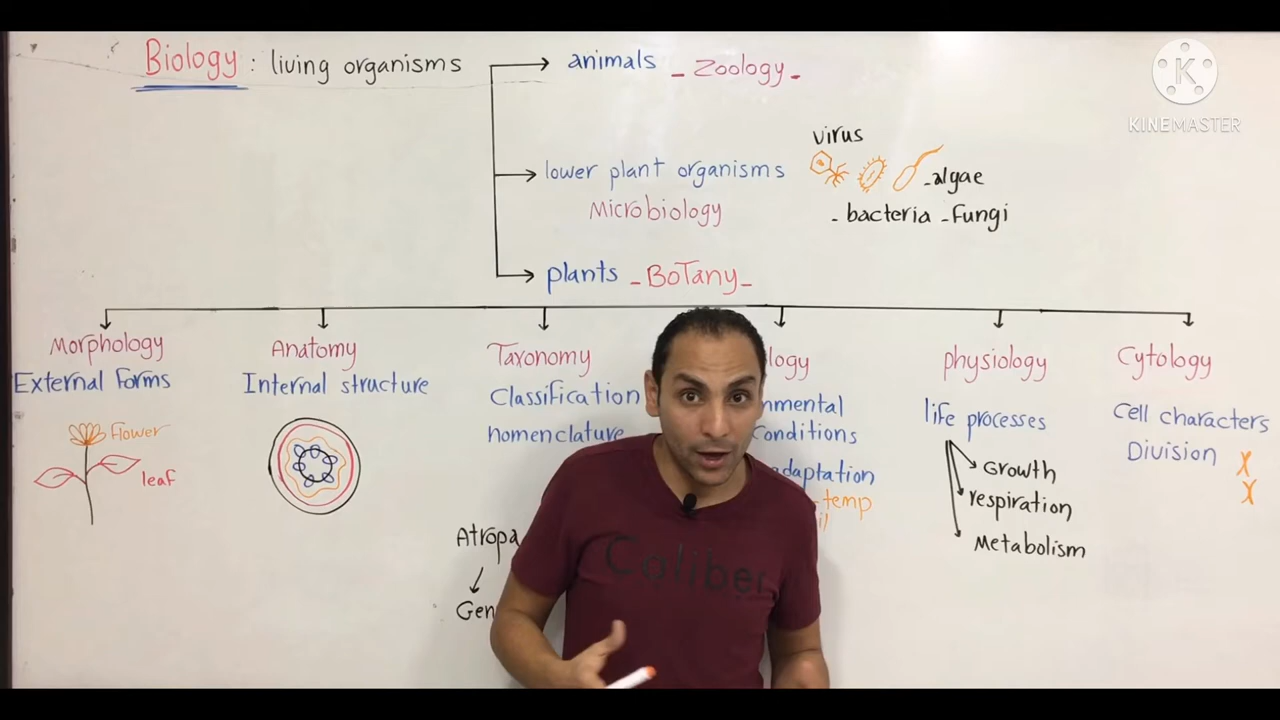 Biology : living organisms
animals - Zoology -
KINEMASTER
virus
lower plant organisms
- algae
Microbiology
- bacteria - Fungi
plants - BoTany -
Morphology
External Forms
flower
leaf
Anatomy
Internal structure
Taxonomy
Classification
nomenclature
Atropa
Gen
logy
nmental
Conditions
adaptation
- temp
physiology
life processes
Growth
respiration
Metabolism
Cytology
Cell characters
Division
Coliber